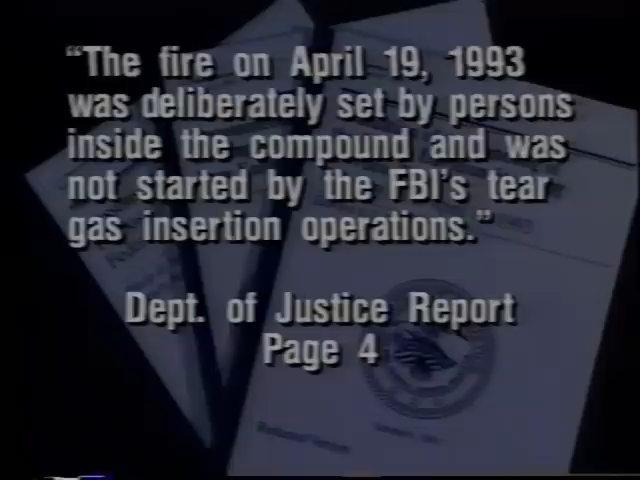 “The fire on April 19, 1993
was deliberately set by persons
inside the compound and was
not started by the FBI's tear
gas insertion operations.”
Dept. of Justice Report
Page 4